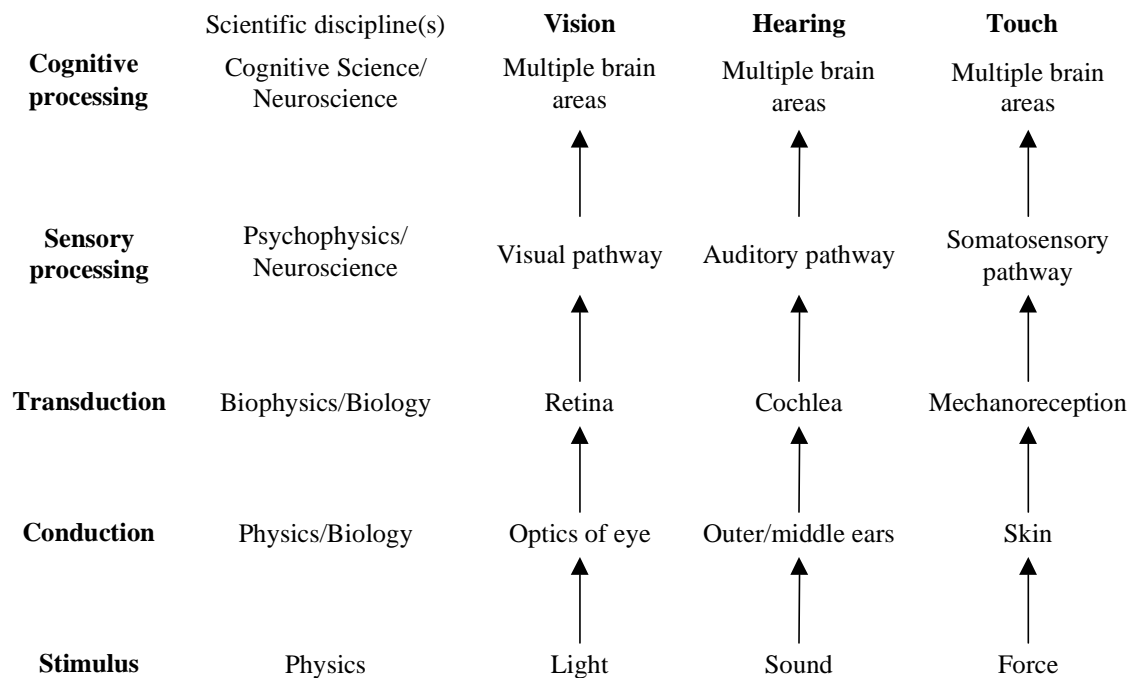 Scientific discipline(s) Vision Hearing Touch
Cognitive Cognitive Science/ Multiple brain Multiple brain Multiple brain
processing Neuroscience areas areas areas
Sensory Psychophysics/ Visual pathway Auditory pathway Somatosensory
processing Neuroscience pathway
Transduction Biophysics/Biology Retina Cochlea Mechanoreception
Conduction Physics/Biology Optics of eye Outer/middle ears Skin
Stimulus Physics Light Sound Force